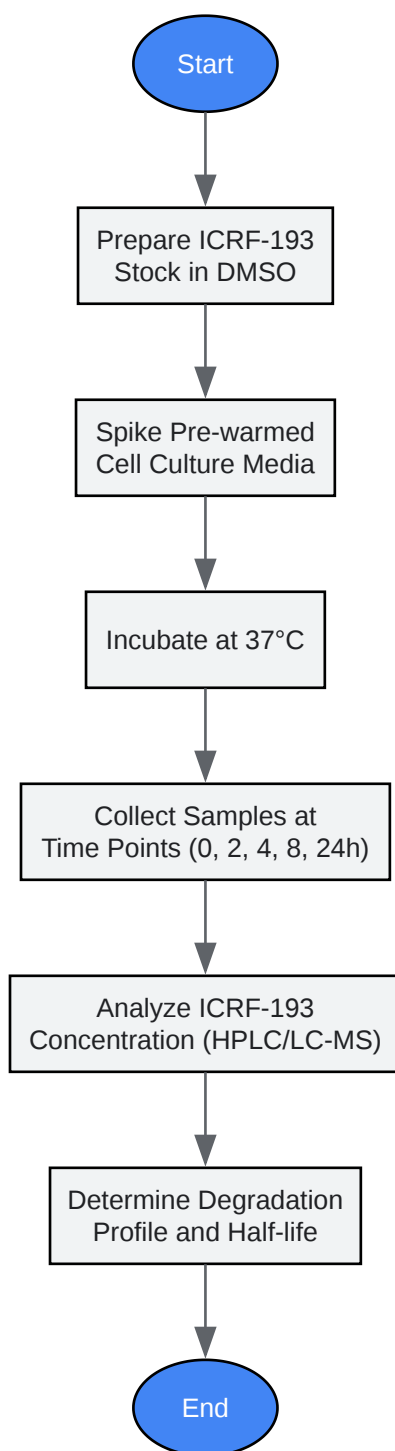 Start
Prepare ICRF-193
Stock in DMSO
Spike Pre-warmed
Cell Culture Media
Incubate at 37°C
Collect Samples at
Time Points (0, 2, 4, 8, 24h)
Analyze ICRF-193
Concentration (HPLC/LC-MS)
Determine Degradation
Profile and Half-life
End